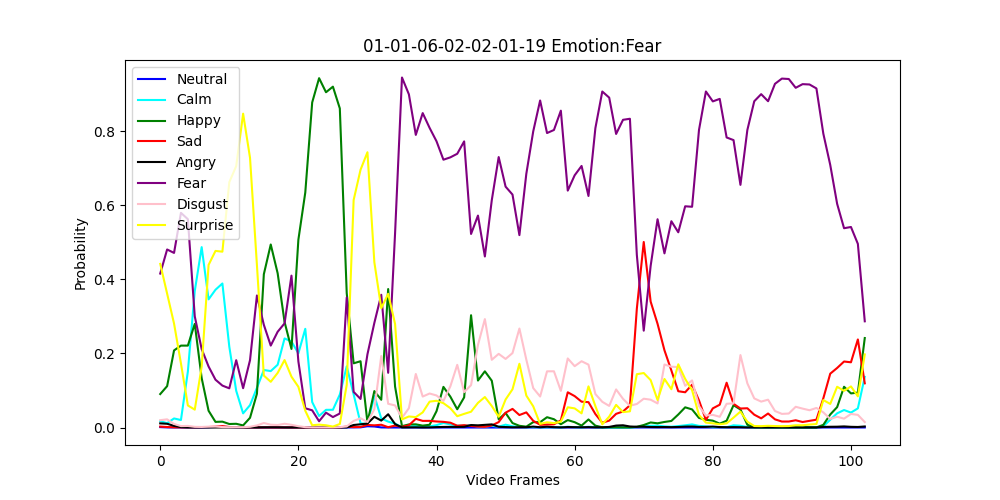 01-01-06-02-02-01-19 Emotion:Fear
Neutral
Calm
Happy
Sad
Angry
Fear
Disgust
Surprise
Probability
0.8
0.6
0.4
0.2
0.0
0 20 40 60 80 100
Video Frames